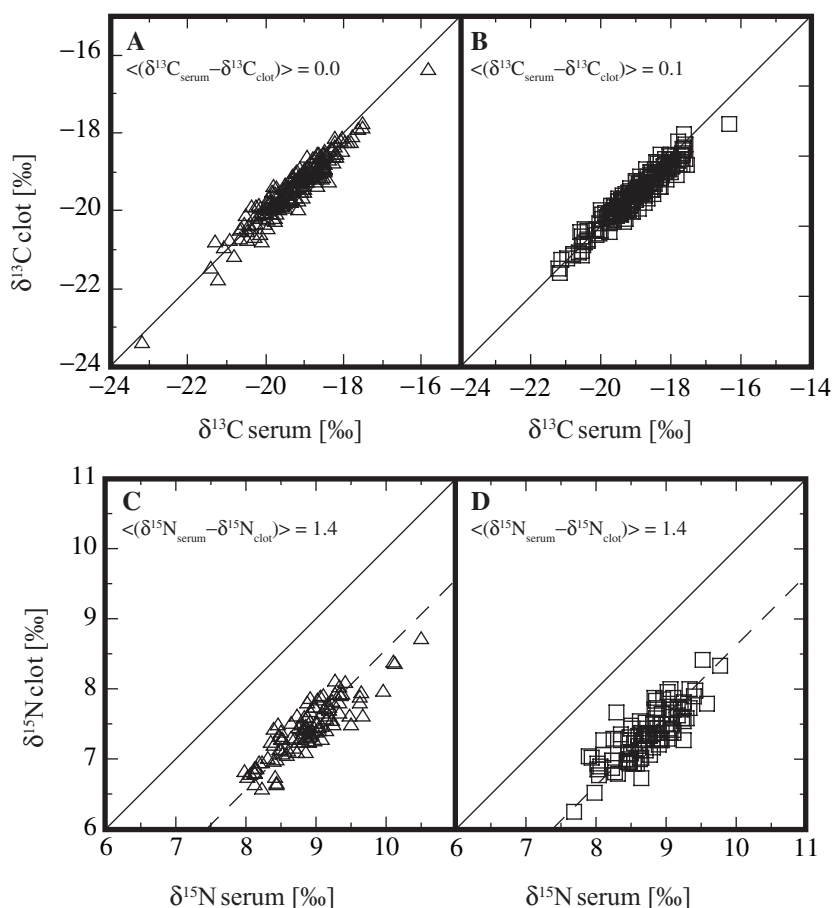 A
B
<(δ¹³Cserum–δ¹³Cclot)> = 0.0
<(δ¹³Cserum–δ¹³Cclot)> = 0.1
–16
–18
–20
–22
–24
δ¹³C clot [‰]
–24 –22 –20 –18 –16 –24 –22 –20 –18 –16 –14
δ¹³C serum [‰]
δ¹³C serum [‰]
C
D
<(δ¹⁵Nserum–δ¹⁵Nclot)> = 1.4
<(δ¹⁵Nserum–δ¹⁵Nclot)> = 1.4
11
10
9
8
7
6
δ¹⁵N clot [‰]
6 7 8 9 10 6 7 8 9 10 11
δ¹⁵N serum [‰]
δ¹⁵N serum [‰]